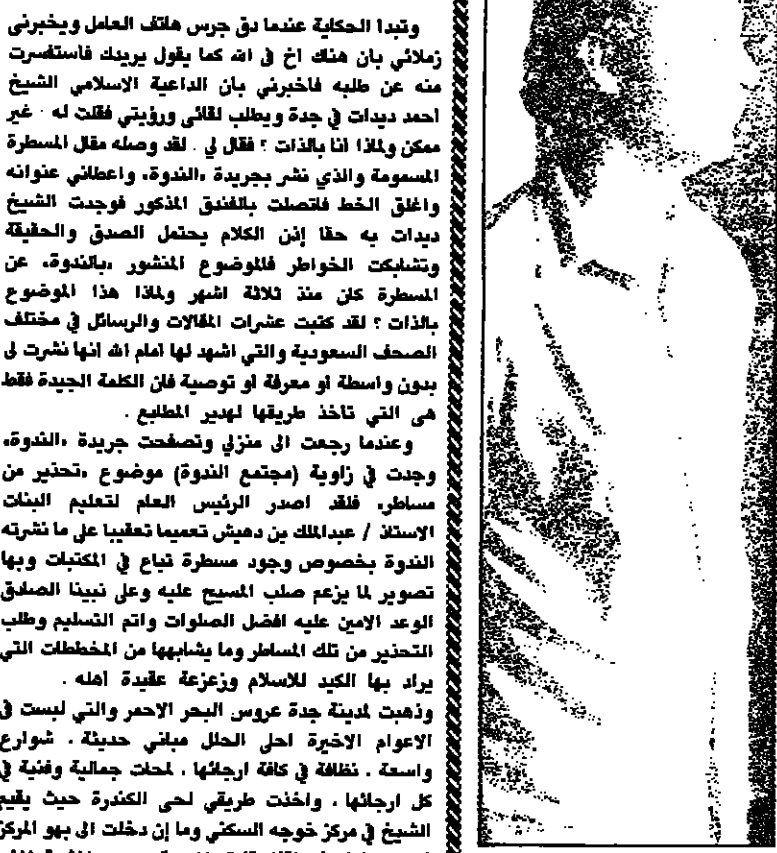 وتبدا الحكاية عندما دق جرس هاتف العمل ويخبرنى
زملائي بان هناك اخ في الله كما يقول يريدك فاستفسرت
منه عن طلبه فاخبرني بان الداعية الاسلامي الشيخ
احمد ديدات في جدة ويطلب لقائى ورؤيتي فقلت له . غير
ممكن ولماذا أنا بالذات ؟ فقال لي . لقد وصله مقال المسطرة
المسمومة والذي نشر بجريدة «الندوة» واعطاني عنوانه
واغلق الخط فاتصلت بالفندق المذكور فوجدت الشيخ
ديدات به حقا إذن الكلام يحتمل الصدق والحقيقة
وتشابكت الخواطر فالموضوع المنشور «بالندوة» عن
المسطرة كان منذ ثلاثة اشهر ولماذا هذا الموضوع
بالذات ؟ لقد كتبت عشرات المقالات والرسائل في مختلف
الصحف السعودية والتي اشهد لها امام الله انها نشرت لى
بدون واسطة أو معرفة او توصية فان الكلمة الجيدة فقط
هى التي تاخذ طريقها لهدير المطابع .
وعندما رجعت الى منزلي وتصفحت جريدة «الندوة»
وجدت في زاوية (مجتمع الندوة) موضوع «تحذير من
مساطر» فلقد اصدر الرئيس العام لتعليم البنات
الاستاذ / عبدالملك بن دهيش تعميما تعقيبا على ما نشرته
الندوة بخصوص وجود مسطرة تباع في المكتبات وبها
تصوير لما يزعم صلب المسيح عليه وعلى نبينا الصادق
الوعد الامين عليه افضل الصلوات واتم التسليم وطلب
التحذير من تلك المساطر وما يشابهها من المخططات التي
يراد بها الكيد للاسلام وزعزعة عقيدة اهله .
وذهبت لمدينة جدة عروس البحر الاحمر والتي لبست في
الاعوام الاخيرة احلى الحلل مباني حديثة . شوارع
واسعة . نظافة في كافة ارجائها . لمحات جمالية وفنية في
كل ارجائها . واخذت طريقي لحى الكندرة حيث يقيم
الشيخ في مركز خوجه السكني وما إن دخلت الى بهو المركز